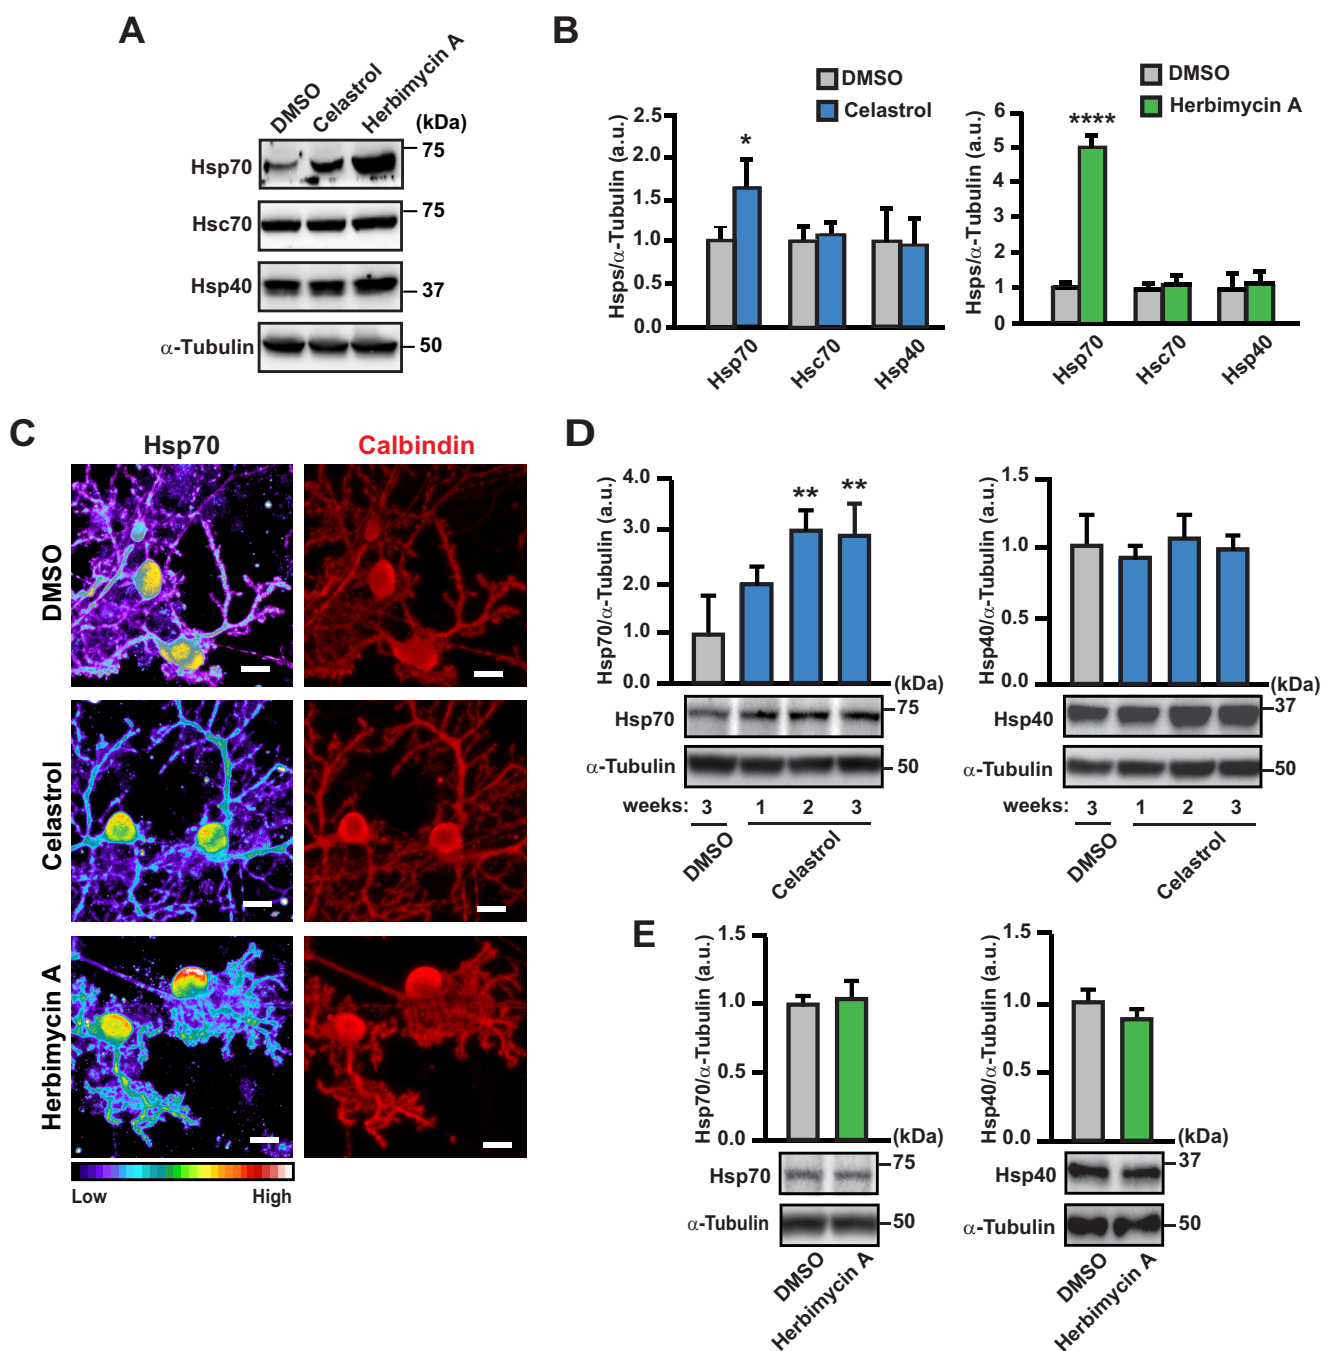 A
DMSO
Celastrol
Herbimycin A
(kDa)
Hsp70
75
Hsc70
75
Hsp40
37
α-Tubulin
50
B
DMSO
Celastrol
Hsps/α-Tubulin (a.u.)
2.5
2.0
1.5
1.0
0.5
0.0
*
Hsp70
Hsc70
Hsp40
DMSO
Herbimycin A
Hsps/α-Tubulin (a.u.)
6
5
4
3
2
1
0
****
Hsp70
Hsc70
Hsp40
C
Hsp70
Calbindin
DMSO
Celastrol
Herbimycin A
Low
High
D
Hsp70/α-Tubulin (a.u.)
4.0
3.0
2.0
1.0
0.0
**
**
(kDa)
Hsp70
75
α-Tubulin
50
weeks: 3 1 2 3
DMSO
Celastrol
Hsp40/α-Tubulin (a.u.)
1.5
1.0
0.5
0.0
(kDa)
Hsp40
37
α-Tubulin
50
weeks: 3 1 2 3
DMSO
Celastrol
E
Hsp70/α-Tubulin (a.u.)
1.5
1.0
0.5
0.0
(kDa)
Hsp70
75
α-Tubulin
50
DMSO
Herbimycin A
Hsp40/α-Tubulin (a.u.)
1.5
1.0
0.5
0.0
(kDa)
Hsp40
37
α-Tubulin
50
DMSO
Herbimycin A